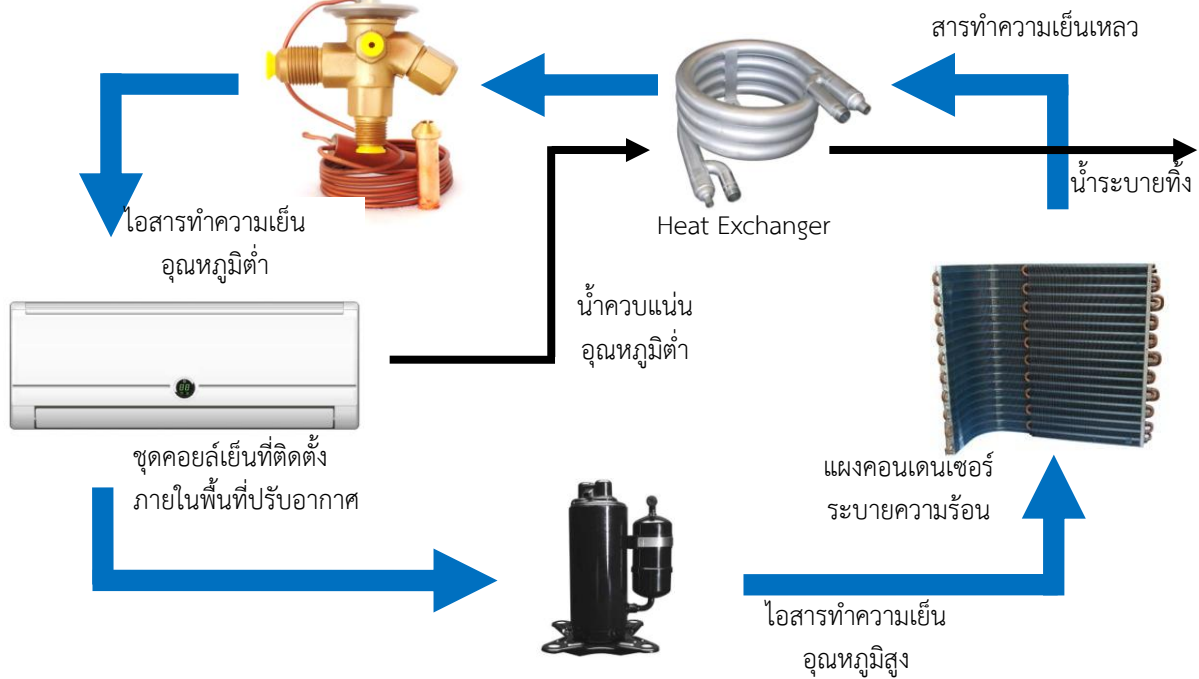 สารทำความเย็นเหลว
น้ำระบายทิ้ง
Heat Exchanger
ไอสารทำความเย็น
อุณหภูมิต่ำ
น้ำควบแน่น
อุณหภูมิต่ำ
ชุดคอยล์เย็นที่ติดตั้ง
ภายในพื้นที่ปรับอากาศ
แผงคอนเดนเซอร์
ระบายความร้อน
ไอสารทำความเย็น
อุณหภูมิสูง